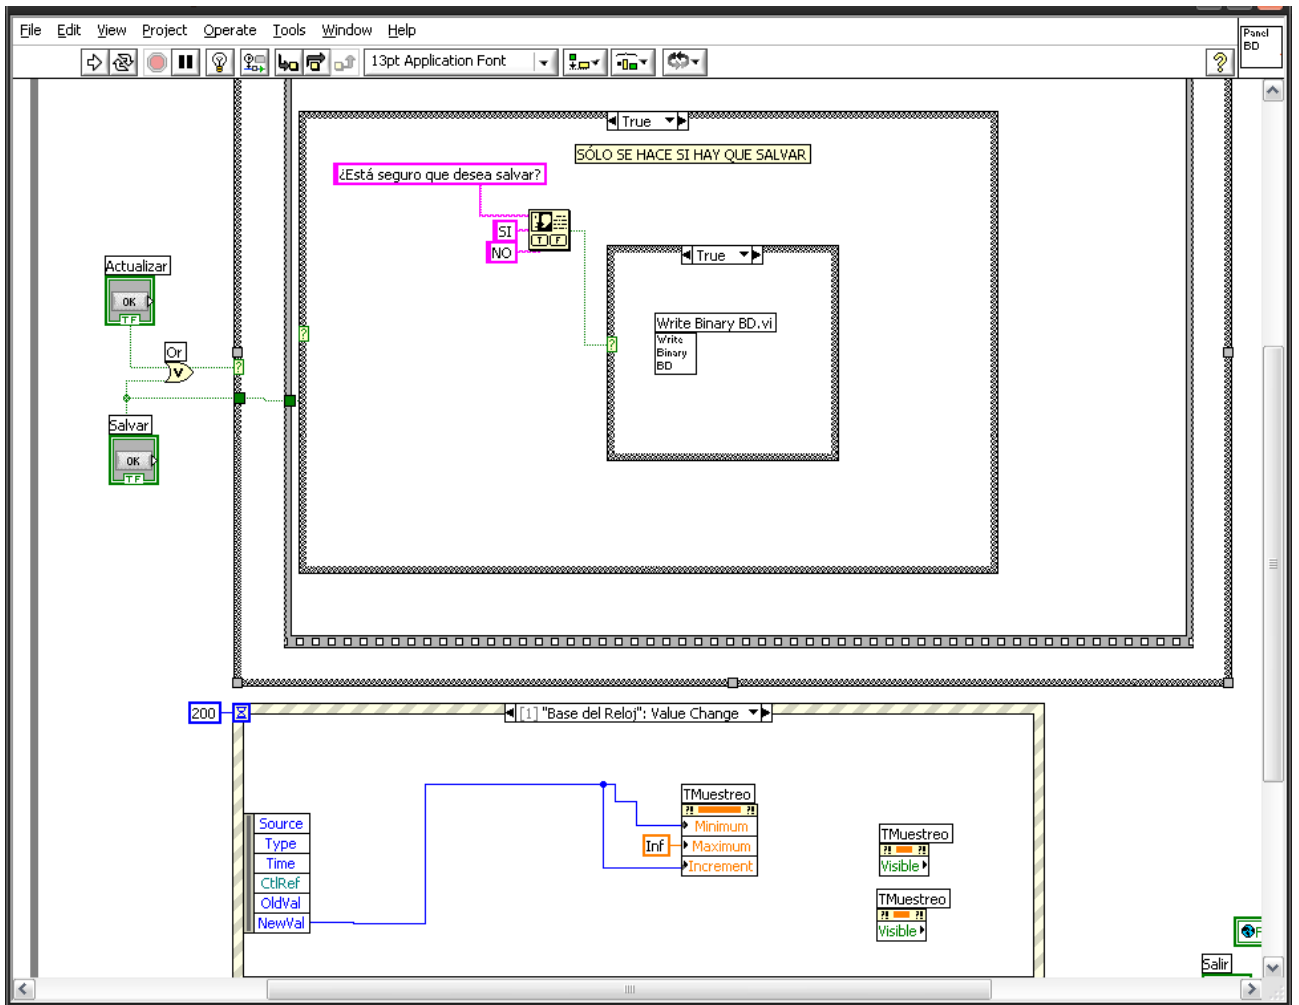 File Edit View Project Operate Tools Window Help
Panel
BD
13pt Application Font
?
True
SÓLO SE HACE SI HAY QUE SALVAR
¿Está seguro que desea salvar?
SI
T F
NO
True
Actualizar
OK
TF
Write Binary BD.vi
Write
Binary
BD
?
?
Or
V
?
Salvar
OK
TF
200
[1] "Base del Reloj": Value Change
TMuestreo
?! ?!
Minimum
Inf
Maximum
Increment
Source
Type
Time
CtlRef
OldVal
NewVal
TMuestreo
?! ?!
Visible
TMuestreo
?! ?!
Visible
F
Salir